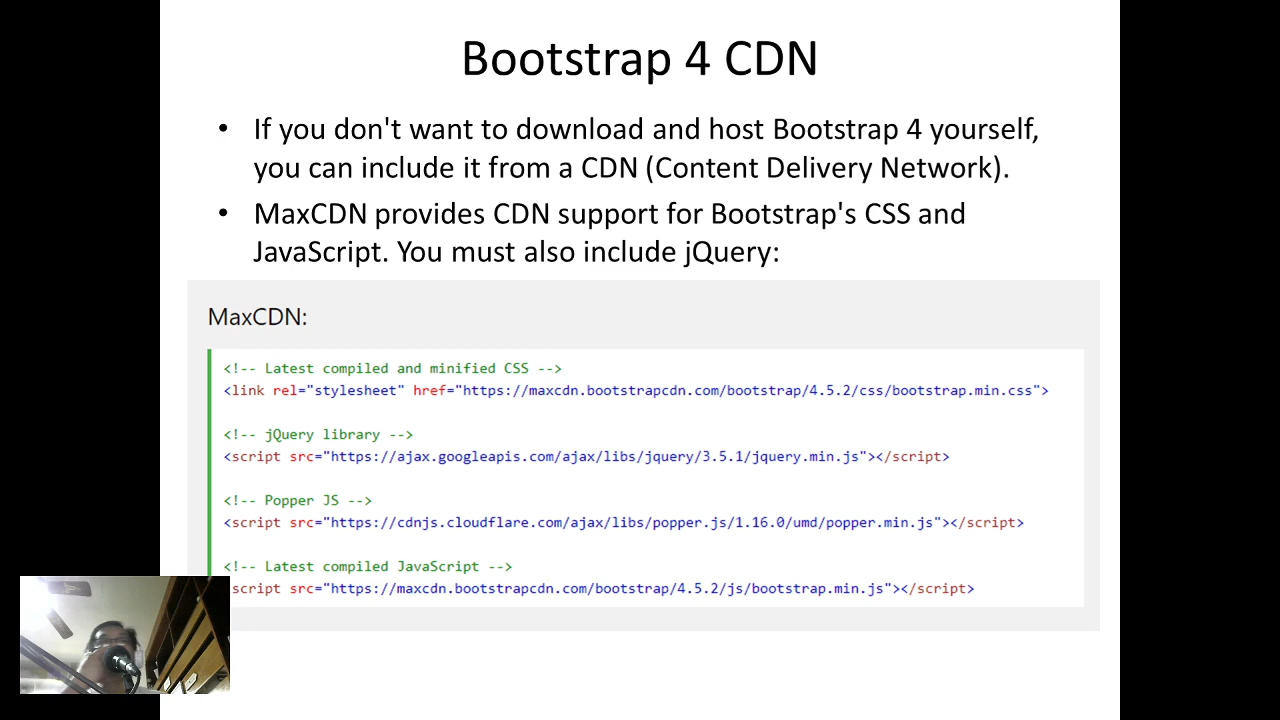 Bootstrap 4 CDN
• If you don't want to download and host Bootstrap 4 yourself,
you can include it from a CDN (Content Delivery Network).
• MaxCDN provides CDN support for Bootstrap's CSS and
JavaScript. You must also include jQuery:
MaxCDN:
<!-- Latest compiled and minified CSS -->
<link rel="stylesheet" href="https://maxcdn.bootstrapcdn.com/bootstrap/4.5.2/css/bootstrap.min.css">
<!-- jQuery library -->
<script src="https://ajax.googleapis.com/ajax/libs/jquery/3.5.1/jquery.min.js"></script>
<!-- Popper JS -->
<script src="https://cdnjs.cloudflare.com/ajax/libs/popper.js/1.16.0/umd/popper.min.js"></script>
<!-- Latest compiled JavaScript -->
script src="https://maxcdn.bootstrapcdn.com/bootstrap/4.5.2/js/bootstrap.min.js"></script>